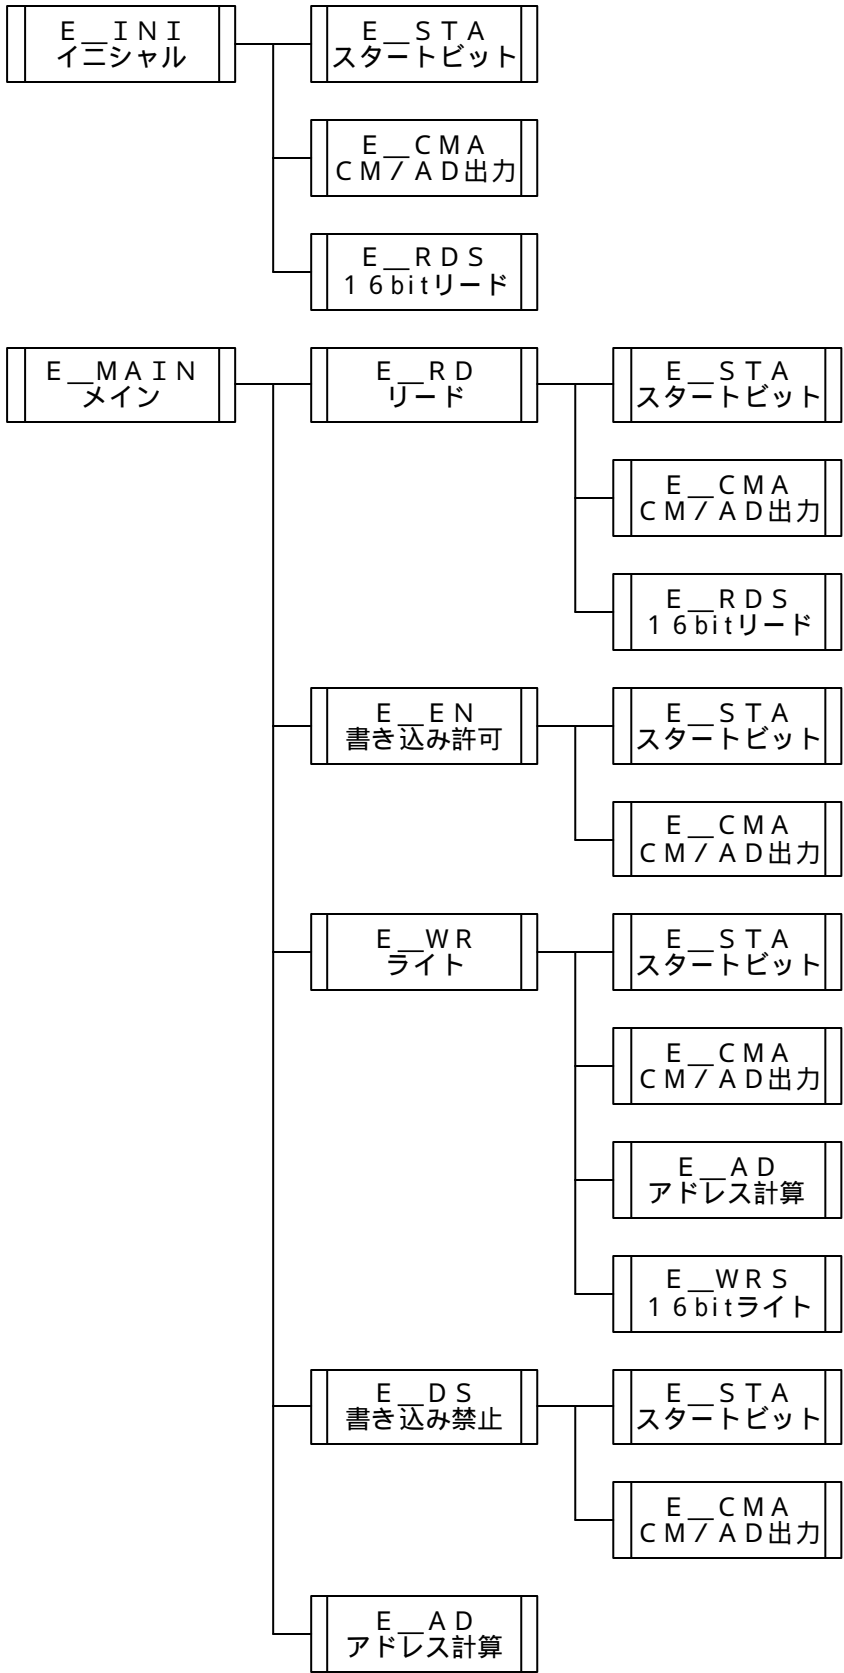 E＿INI
イニシャル
E＿STA
スタートビット
E＿CMA
CM/AD出力
E＿RDS
16bitリード
E＿MAIN
メイン
E＿RD
リード
E＿STA
スタートビット
E＿CMA
CM/AD出力
E＿RDS
16bitリード
E＿EN
書き込み許可
E＿STA
スタートビット
E＿CMA
CM/AD出力
E＿WR
ライト
E＿STA
スタートビット
E＿CMA
CM/AD出力
E＿AD
アドレス計算
E＿WRS
16bitライト
E＿DS
書き込み禁止
E＿STA
スタートビット
E＿CMA
CM/AD出力
E＿AD
アドレス計算